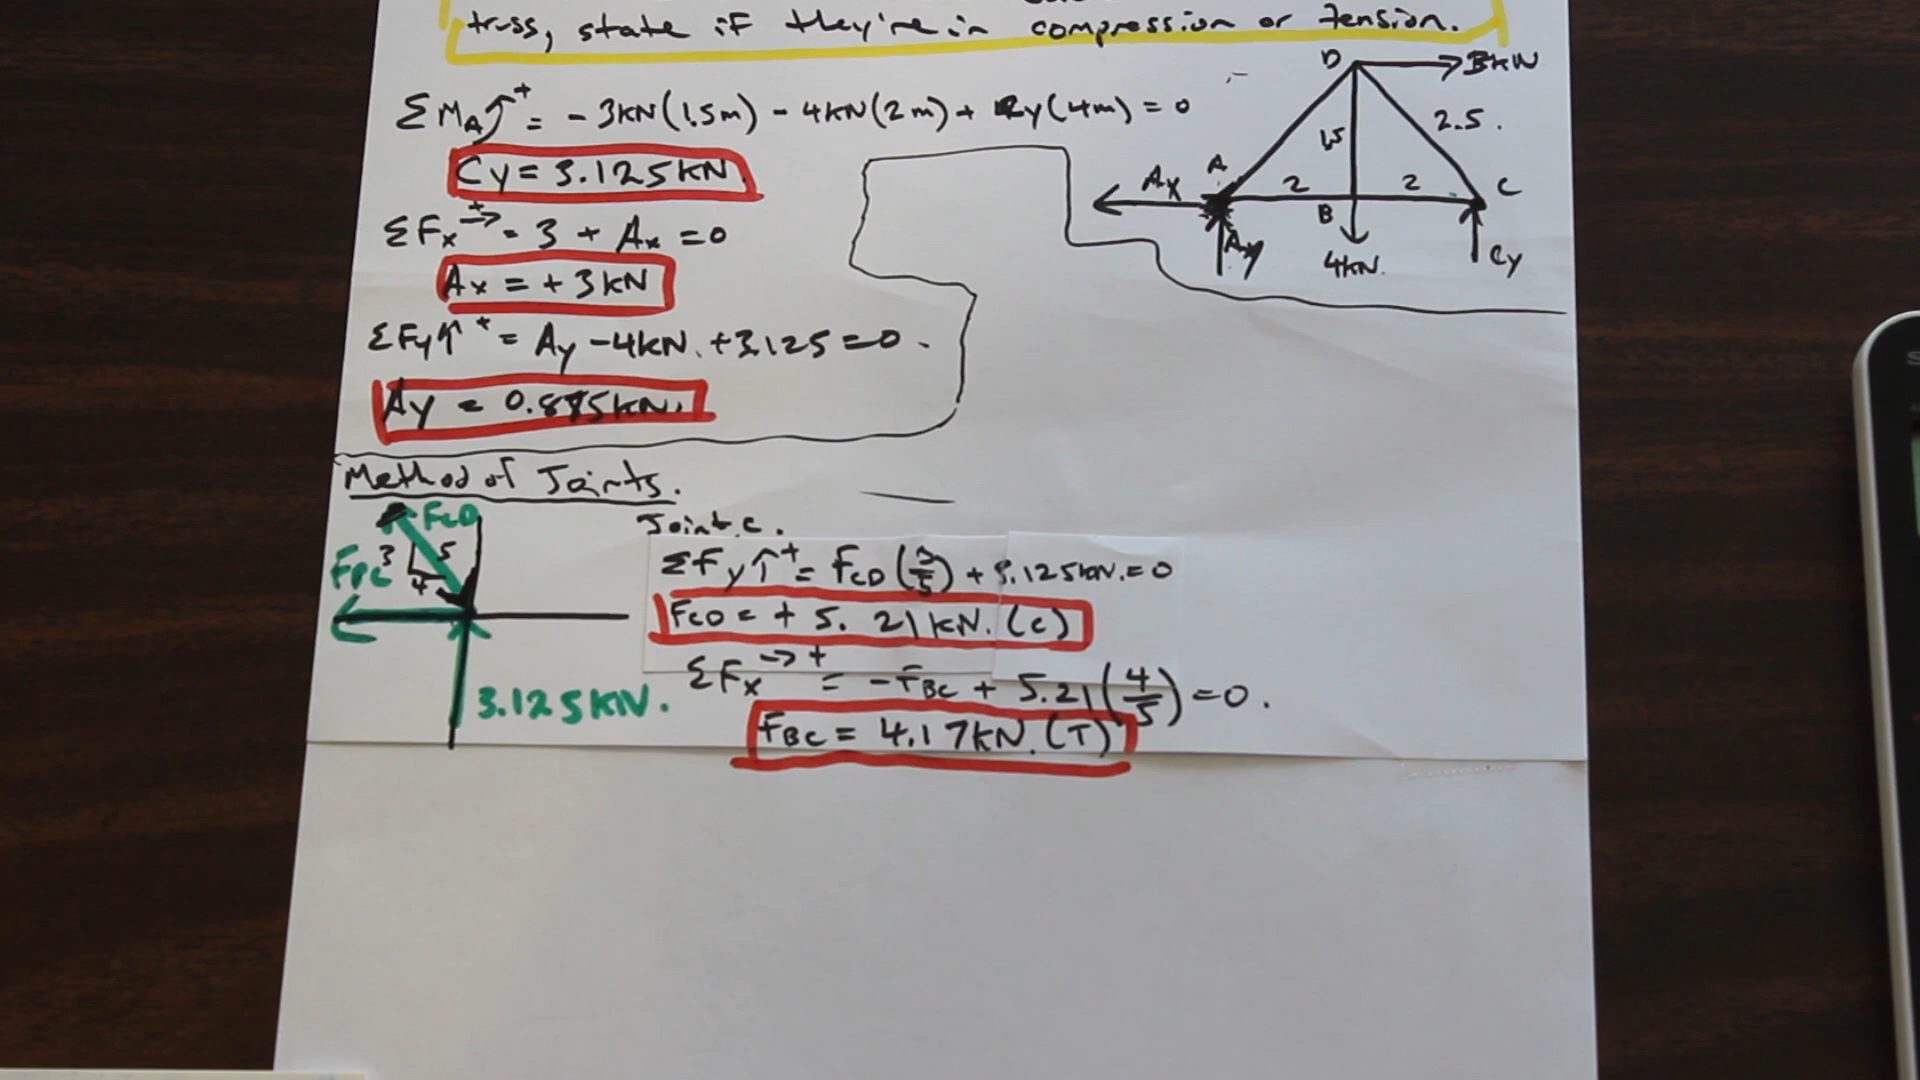 truss, state if they're in compression or tension.
ΣMA↺+ = - 3kN(1.5m) - 4kN(2m) + Cy(4m) = 0
Cy = 3.125kN
ΣFx→+ = 3 + Ax = 0
Ax = + 3kN
ΣFy↑+ = Ay - 4kN. + 3.125 = 0.
Ay = 0.875kN.
D 3kN
2.5.
1.5
A
Ax 2 2 C
B
Ay 4kN. Cy
Method of Joints.
FCD
3 5
FBC 4
3.125KN.
Joint C.
ΣFy↑+ = FCD (3/5) + 3.125kN. = 0
FCD = + 5.21kN. (C)
ΣFx→+ = - FBC + 5.21(4/5) = 0.
FBC = 4.17kN. (T)